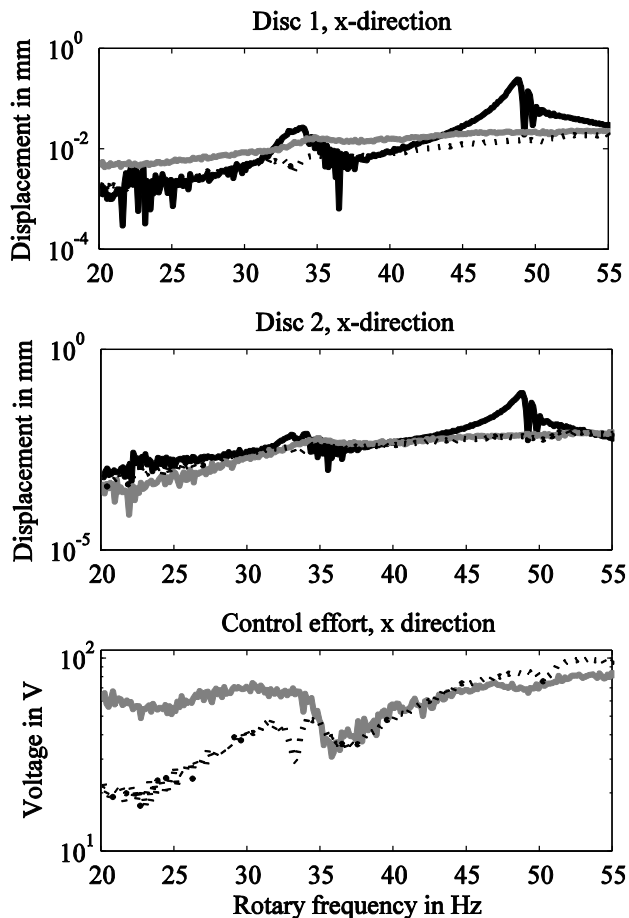 Disc 1, x-direction
Displacement in mm
10^0
10^-2
10^-4
20 25 30 35 40 45 50 55
Disc 2, x-direction
Displacement in mm
10^0
10^-5
20 25 30 35 40 45 50 55
Control effort, x direction
Voltage in V
10^2
10^1
20 25 30 35 40 45 50 55
Rotary frequency in Hz